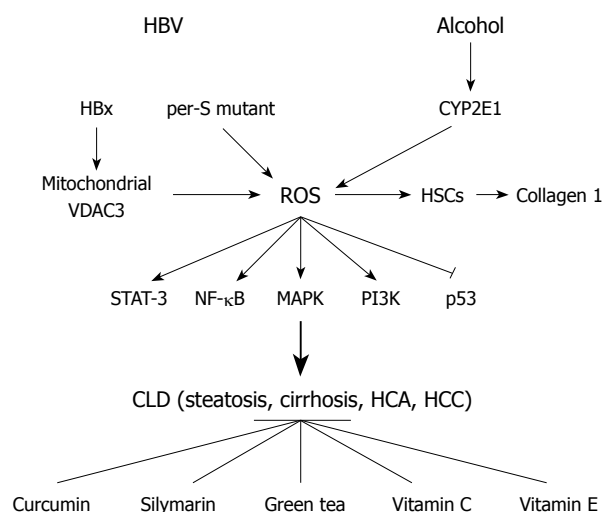 HBV Alcohol
HBx per-S mutant CYP2E1
Mitochondrial
VDAC3
ROS HSCs Collagen 1
STAT-3 NF-κB MAPK PI3K p53
CLD (steatosis, cirrhosis, HCA, HCC)
Curcumin Silymarin Green tea Vitamin C Vitamin E